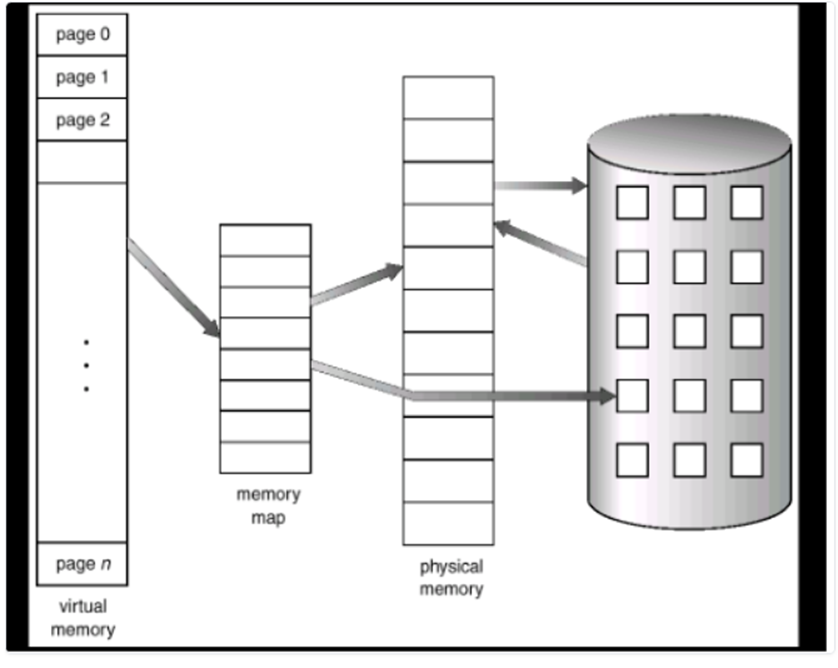 page 0
page 1
page 2
page n
virtual
memory
memory
map
physical
memory